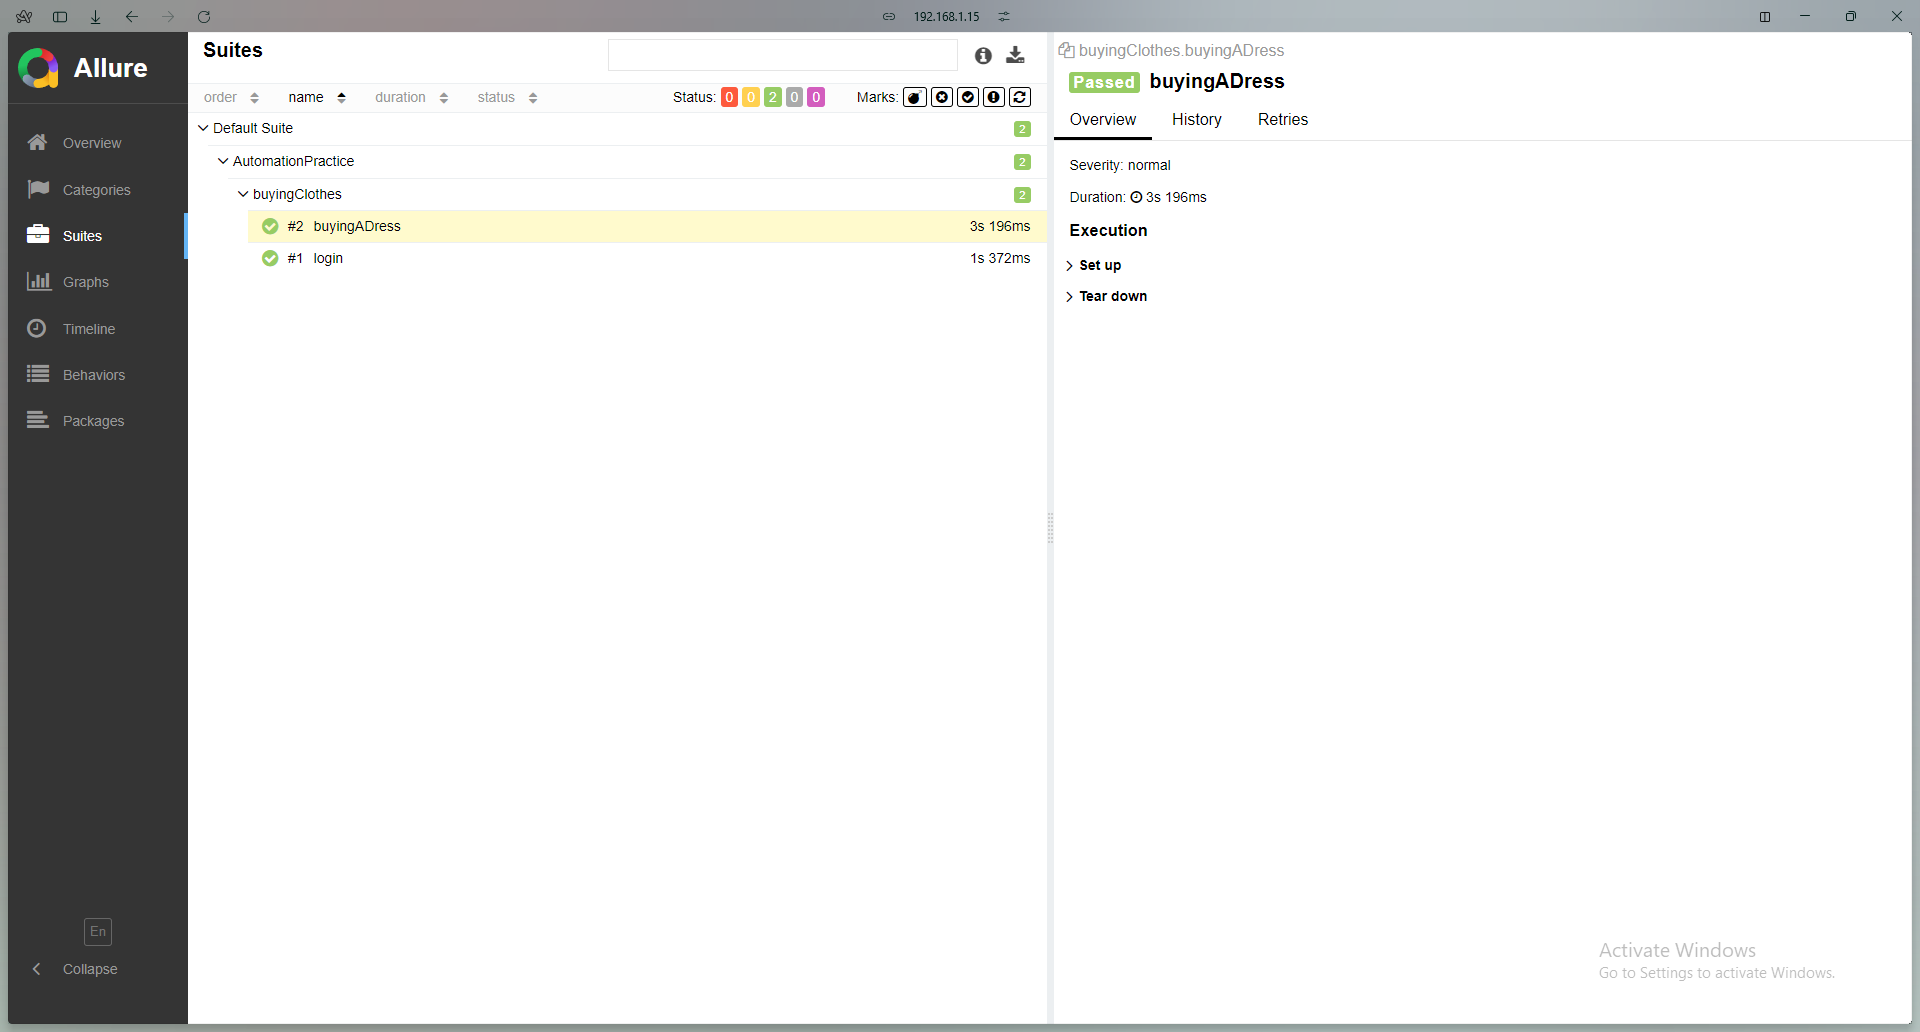 192.168.1.15
Allure
Overview
Categories
Suites
Graphs
Timeline
Behaviors
Packages
En
Collapse
Suites
order name duration status Status: 0 0 2 0 0 Marks:
Default Suite 2
AutomationPractice 2
buyingClothes 2
#2 buyingADress 3s 196ms
#1 login 1s 372ms
buyingClothes.buyingADress
Passed buyingADress
Overview History Retries
Severity: normal
Duration: 3s 196ms
Execution
Set up
Tear down
Activate Windows
Go to Settings to activate Windows.